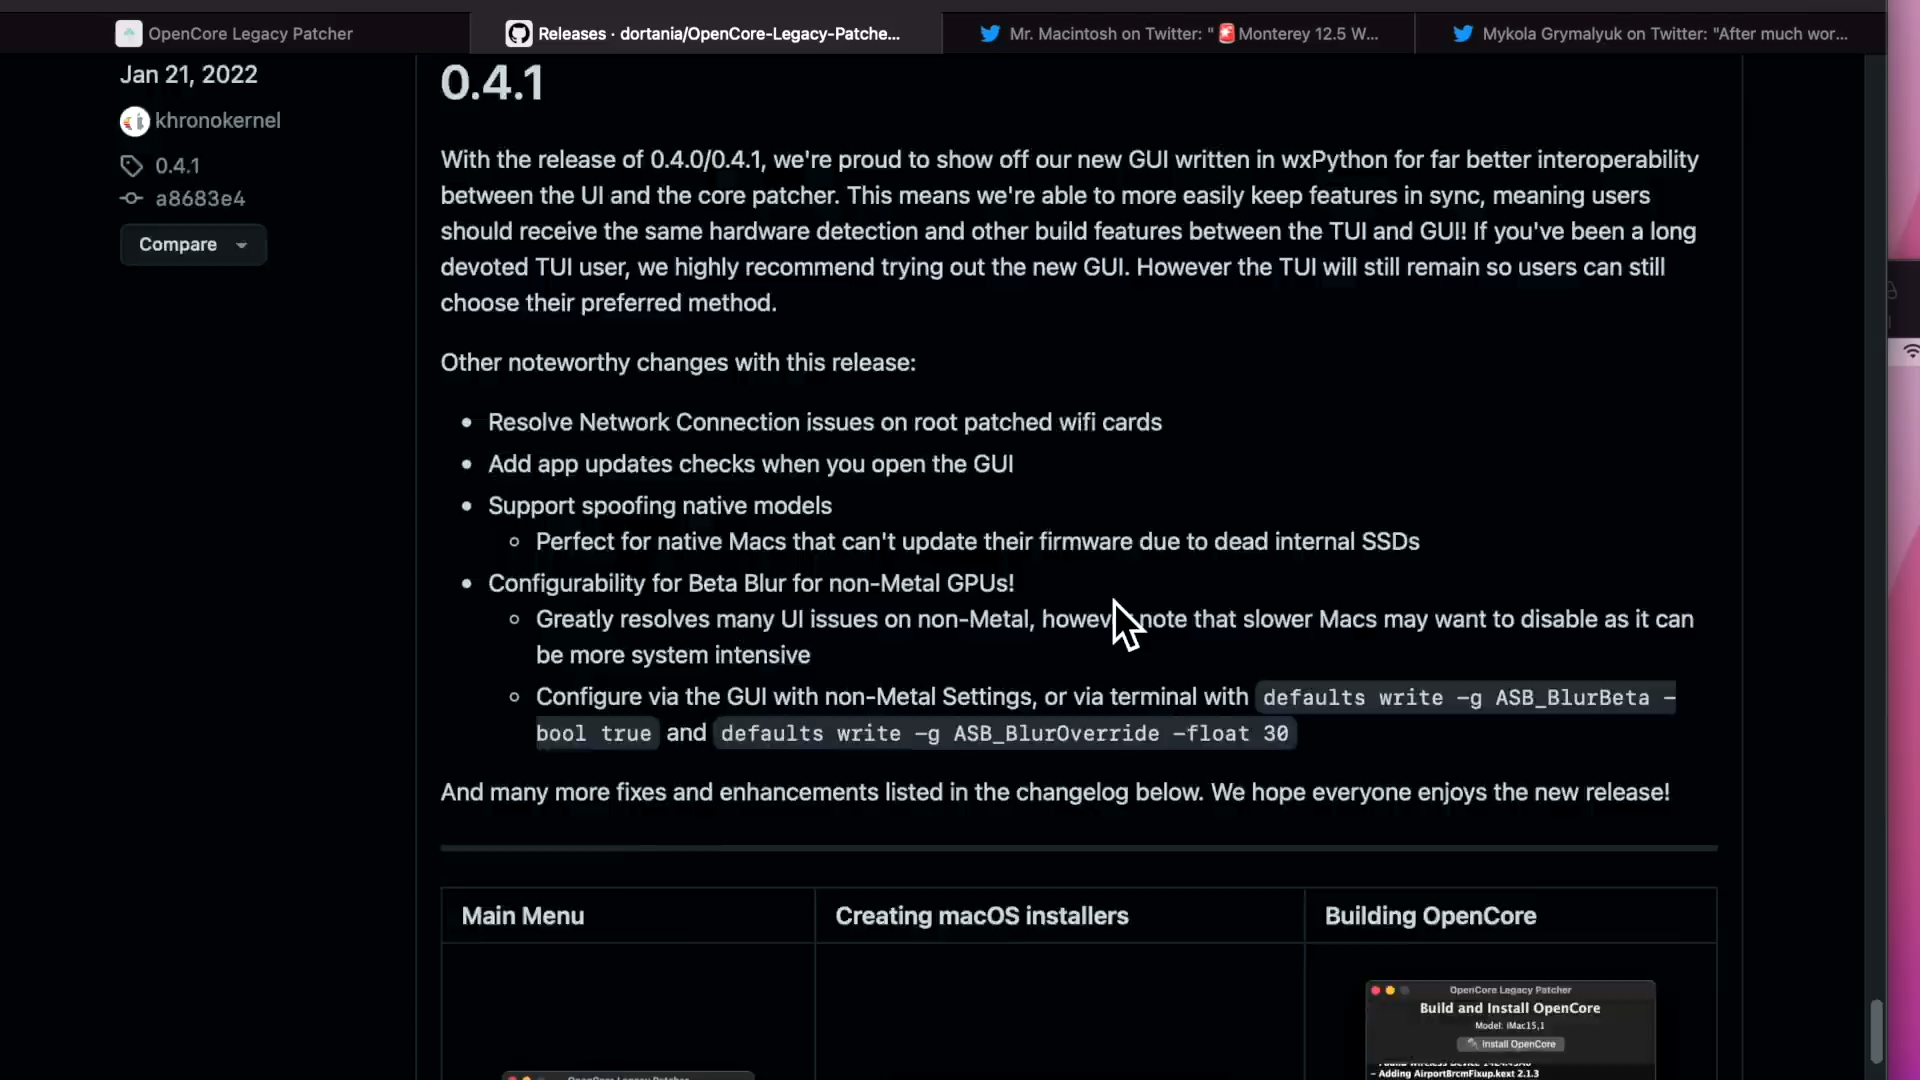 OpenCore Legacy Patcher
Releases · dortania/OpenCore-Legacy-Patche...
Mr. Macintosh on Twitter: "🚨Monterey 12.5 W...
Mykola Grymalyuk on Twitter: "After much wor...
Jan 21, 2022
khronokernel
0.4.1
a8683e4
Compare
0.4.1
With the release of 0.4.0/0.4.1, we're proud to show off our new GUI written in wxPython for far better interoperability
between the UI and the core patcher. This means we're able to more easily keep features in sync, meaning users
should receive the same hardware detection and other build features between the TUI and GUI! If you've been a long
devoted TUI user, we highly recommend trying out the new GUI. However the TUI will still remain so users can still
choose their preferred method.
Other noteworthy changes with this release:
• Resolve Network Connection issues on root patched wifi cards
• Add app updates checks when you open the GUI
• Support spoofing native models
◦ Perfect for native Macs that can't update their firmware due to dead internal SSDs
• Configurability for Beta Blur for non-Metal GPUs!
◦ Greatly resolves many UI issues on non-Metal, however note that slower Macs may want to disable as it can
be more system intensive
◦ Configure via the GUI with non-Metal Settings, or via terminal with defaults write -g ASB_BlurBeta -
bool true and defaults write -g ASB_BlurOverride -float 30
And many more fixes and enhancements listed in the changelog below. We hope everyone enjoys the new release!
Main Menu
Creating macOS installers
Building OpenCore
OpenCore Legacy Patcher
Build and Install OpenCore
Model: iMac15,1
Install OpenCore
- Adding AirportBrcmFixup.kext 2.1.3